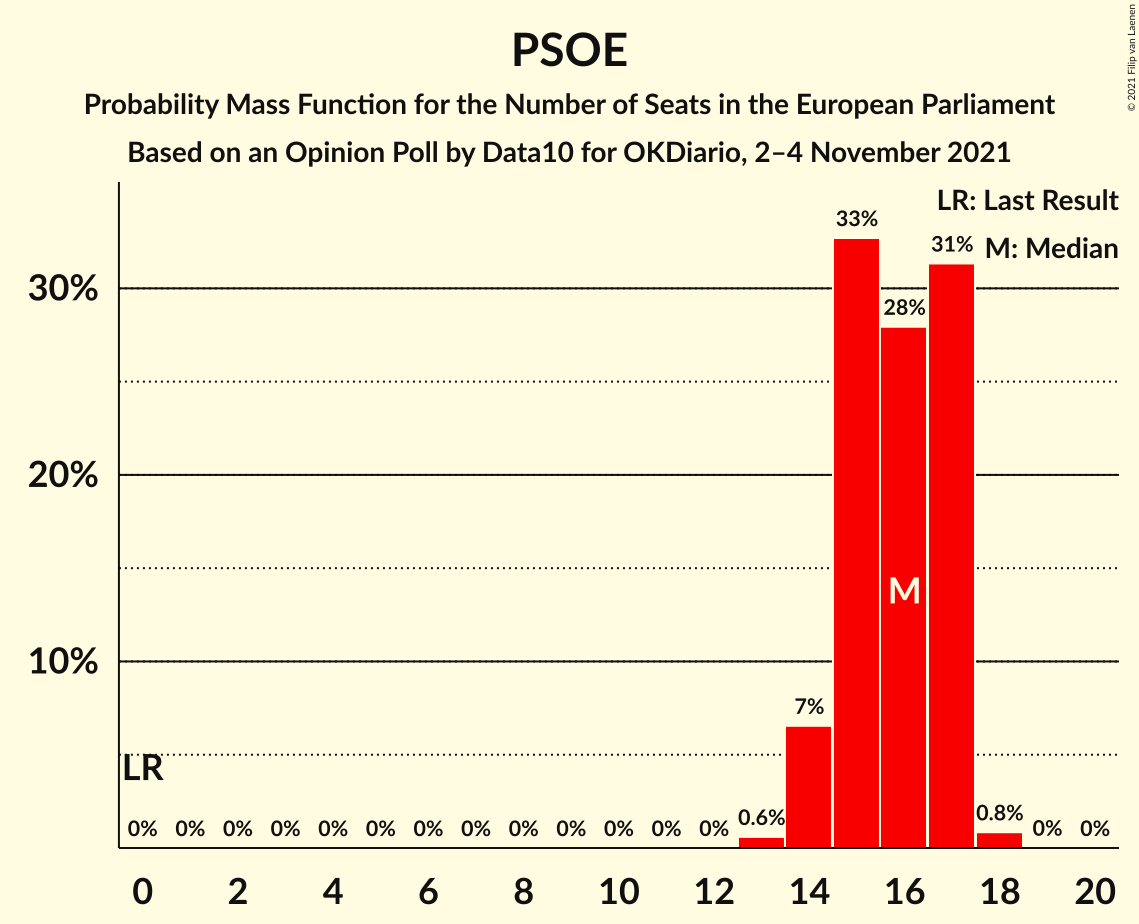 PSOE
Probability Mass Function for the Number of Seats in the European Parliament
Based on an Opinion Poll by Data10 for OKDiario, 2–4 November 2021
© 2021 Filip van Laenen
LR: Last Result
M: Median
33%
31%
30%
28%
20%
M
10%
7%
LR
0% 0% 0% 0% 0% 0% 0% 0% 0% 0% 0% 0% 0% 0.6% 0.8% 0% 0%
0 2 4 6 8 10 12 14 16 18 20